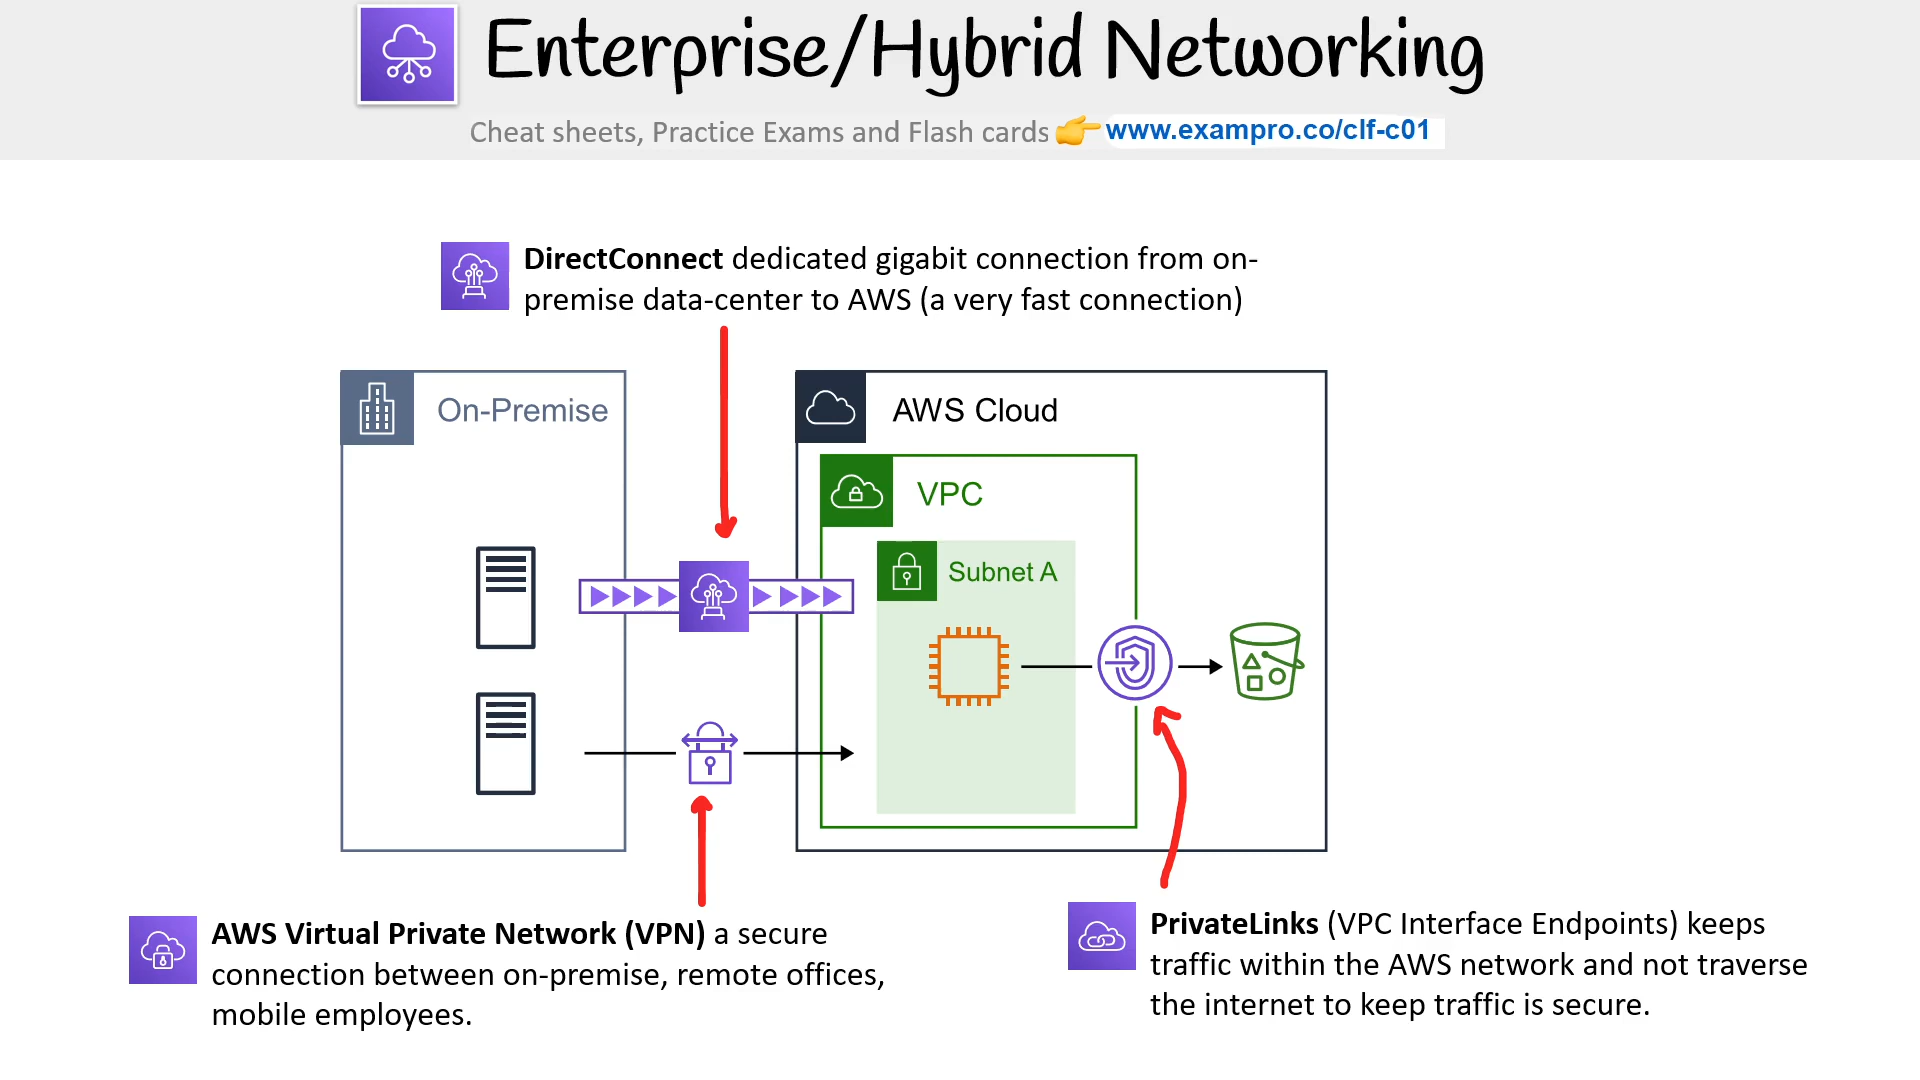 Enterprise/Hybrid Networking
Cheat sheets, Practice Exams and Flash cards 👉 www.exampro.co/clf-c01
DirectConnect dedicated gigabit connection from on-
premise data-center to AWS (a very fast connection)
On-Premise
AWS Cloud
VPC
Subnet A
AWS Virtual Private Network (VPN) a secure
connection between on-premise, remote offices,
mobile employees.
PrivateLinks (VPC Interface Endpoints) keeps
traffic within the AWS network and not traverse
the internet to keep traffic is secure.